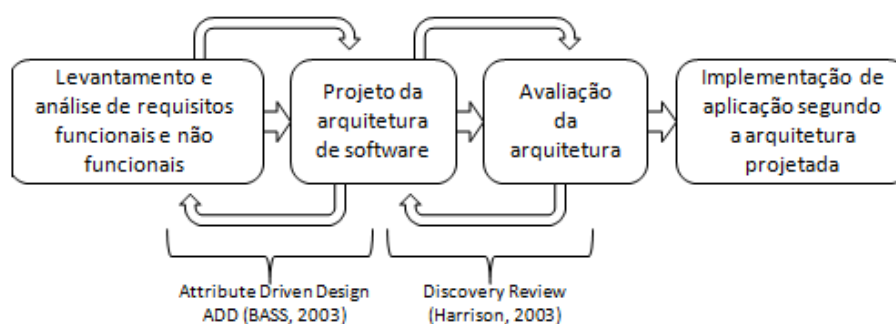 Levantamento e
análise de requisitos
funcionais e não
funcionais
Projeto da
arquitetura
de software
Avaliação
da
arquitetura
Implementação de
aplicação segundo
a arquitetura
projetada
Attribute Driven Design
ADD (BASS, 2003)
Discovery Review
(Harrison, 2003)